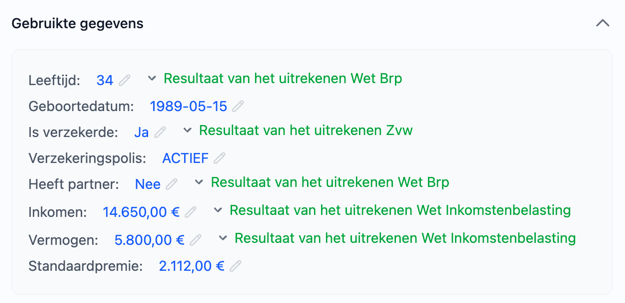 Gebruikte gegevens
Leeftijd: 34 Resultaat van het uitrekenen Wet Brp
Geboortedatum: 1989-05-15
Is verzekerde: Ja Resultaat van het uitrekenen Zvw
Verzekeringspolis: ACTIEF
Heeft partner: Nee Resultaat van het uitrekenen Wet Brp
Inkomen: 14.650,00 € Resultaat van het uitrekenen Wet Inkomstenbelasting
Vermogen: 5.800,00 € Resultaat van het uitrekenen Wet Inkomstenbelasting
Standaardpremie: 2.112,00 €